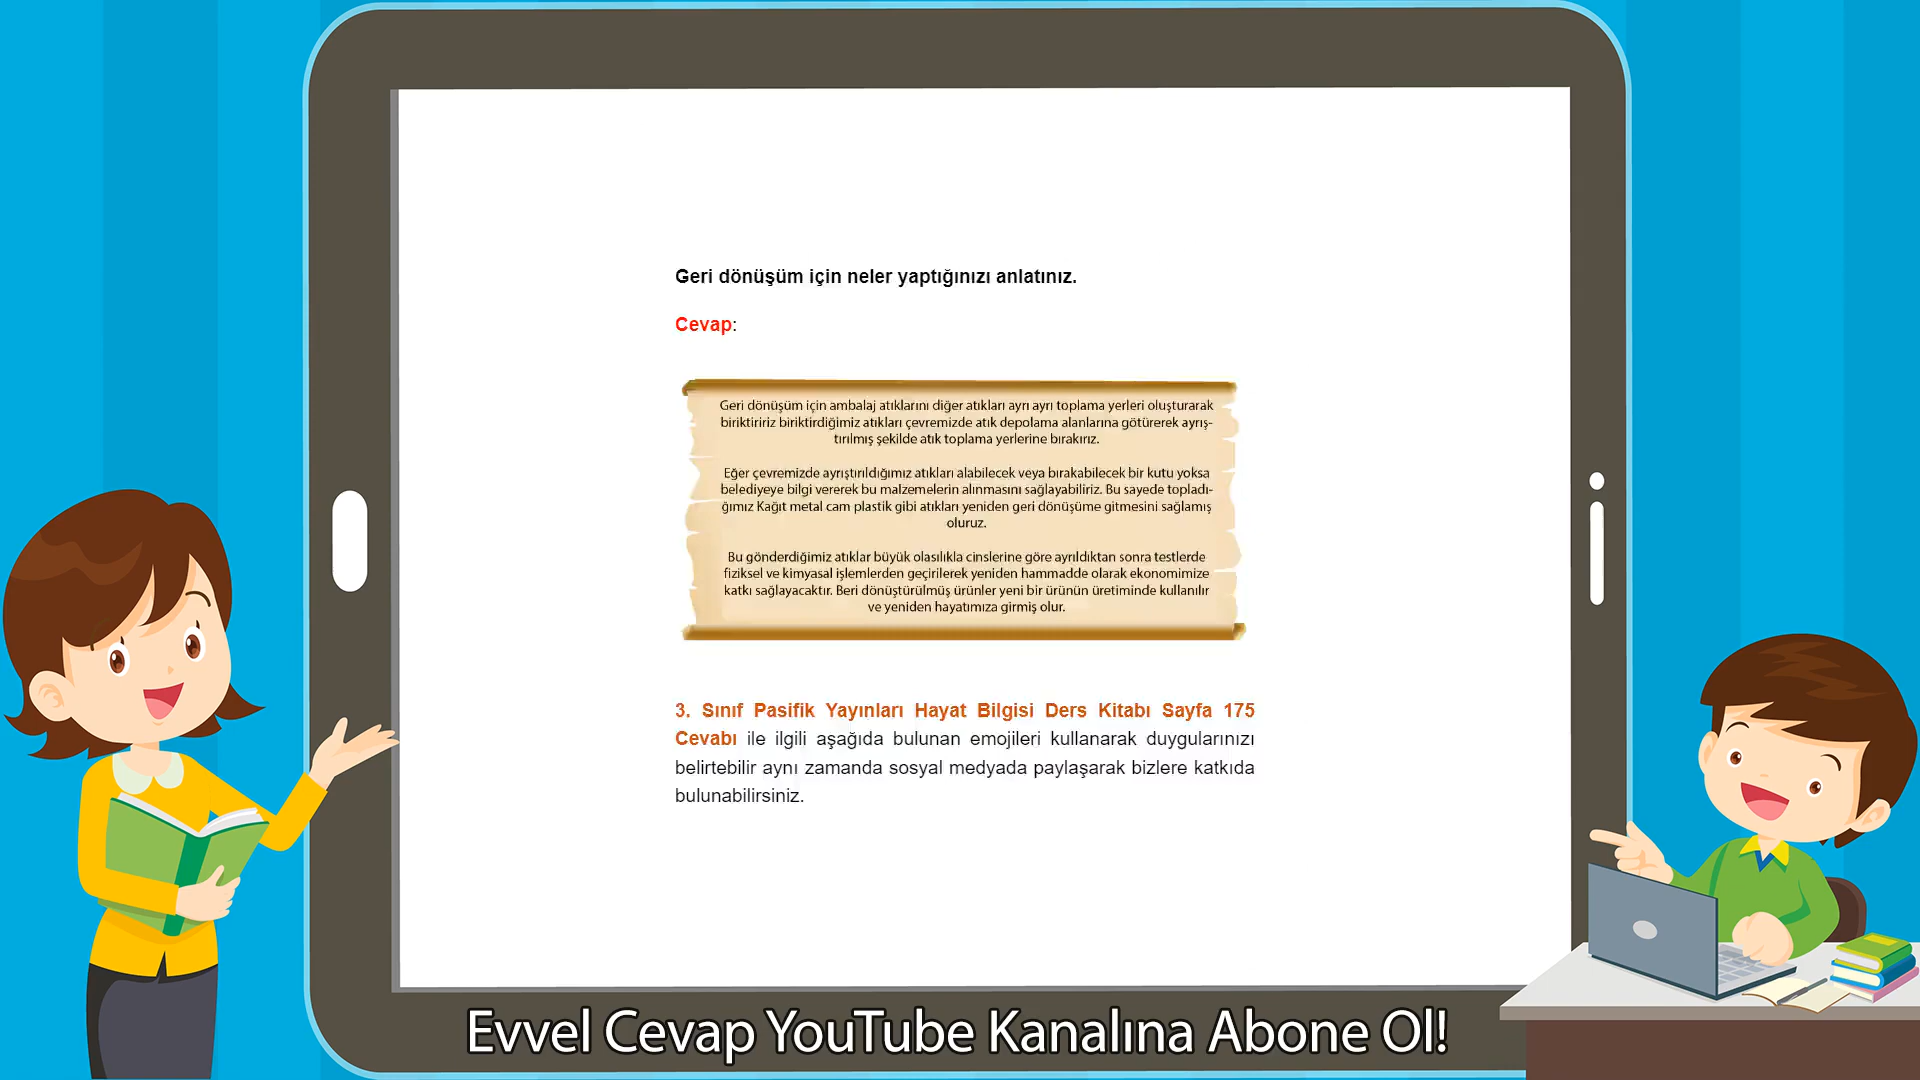 Geri dönüşüm için neler yaptığınızı anlatınız.
Cevap:
Geri dönüşüm için ambalaj atıklarını diğer atıkları ayrı ayrı toplama yerleri oluşturarak
biriktiririz biriktirdiğimiz atıkları çevremizde atık depolama alanlarına götürerek ayrış-
tırılmış şekilde atık toplama yerlerine bırakırız.
Eğer çevremizde ayrıştırıldığımız atıkları alabilecek veya bırakabilecek bir kutu yoksa
belediyeye bilgi vererek bu malzemelerin alınmasını sağlayabiliriz. Bu sayede topladı-
ğımız Kağıt metal cam plastik gibi atıkları yeniden geri dönüşüme gitmesini sağlamış
oluruz.
Bu gönderdiğimiz atıklar büyük olasılıkla cinslerine göre ayrıldıktan sonra testlerde
fiziksel ve kimyasal işlemlerden geçirilerek yeniden hammadde olarak ekonomimize
katkı sağlayacaktır. Beri dönüştürülmüş ürünler yeni bir ürünün üretiminde kullanılır
ve yeniden hayatımıza girmiş olur.
3. Sınıf Pasifik Yayınları Hayat Bilgisi Ders Kitabı Sayfa 175
Cevabı ile ilgili aşağıda bulunan emojileri kullanarak duygularınızı
belirtebilir aynı zamanda sosyal medyada paylaşarak bizlere katkıda
bulunabilirsiniz.
Evvel Cevap YouTube Kanalına Abone Ol!